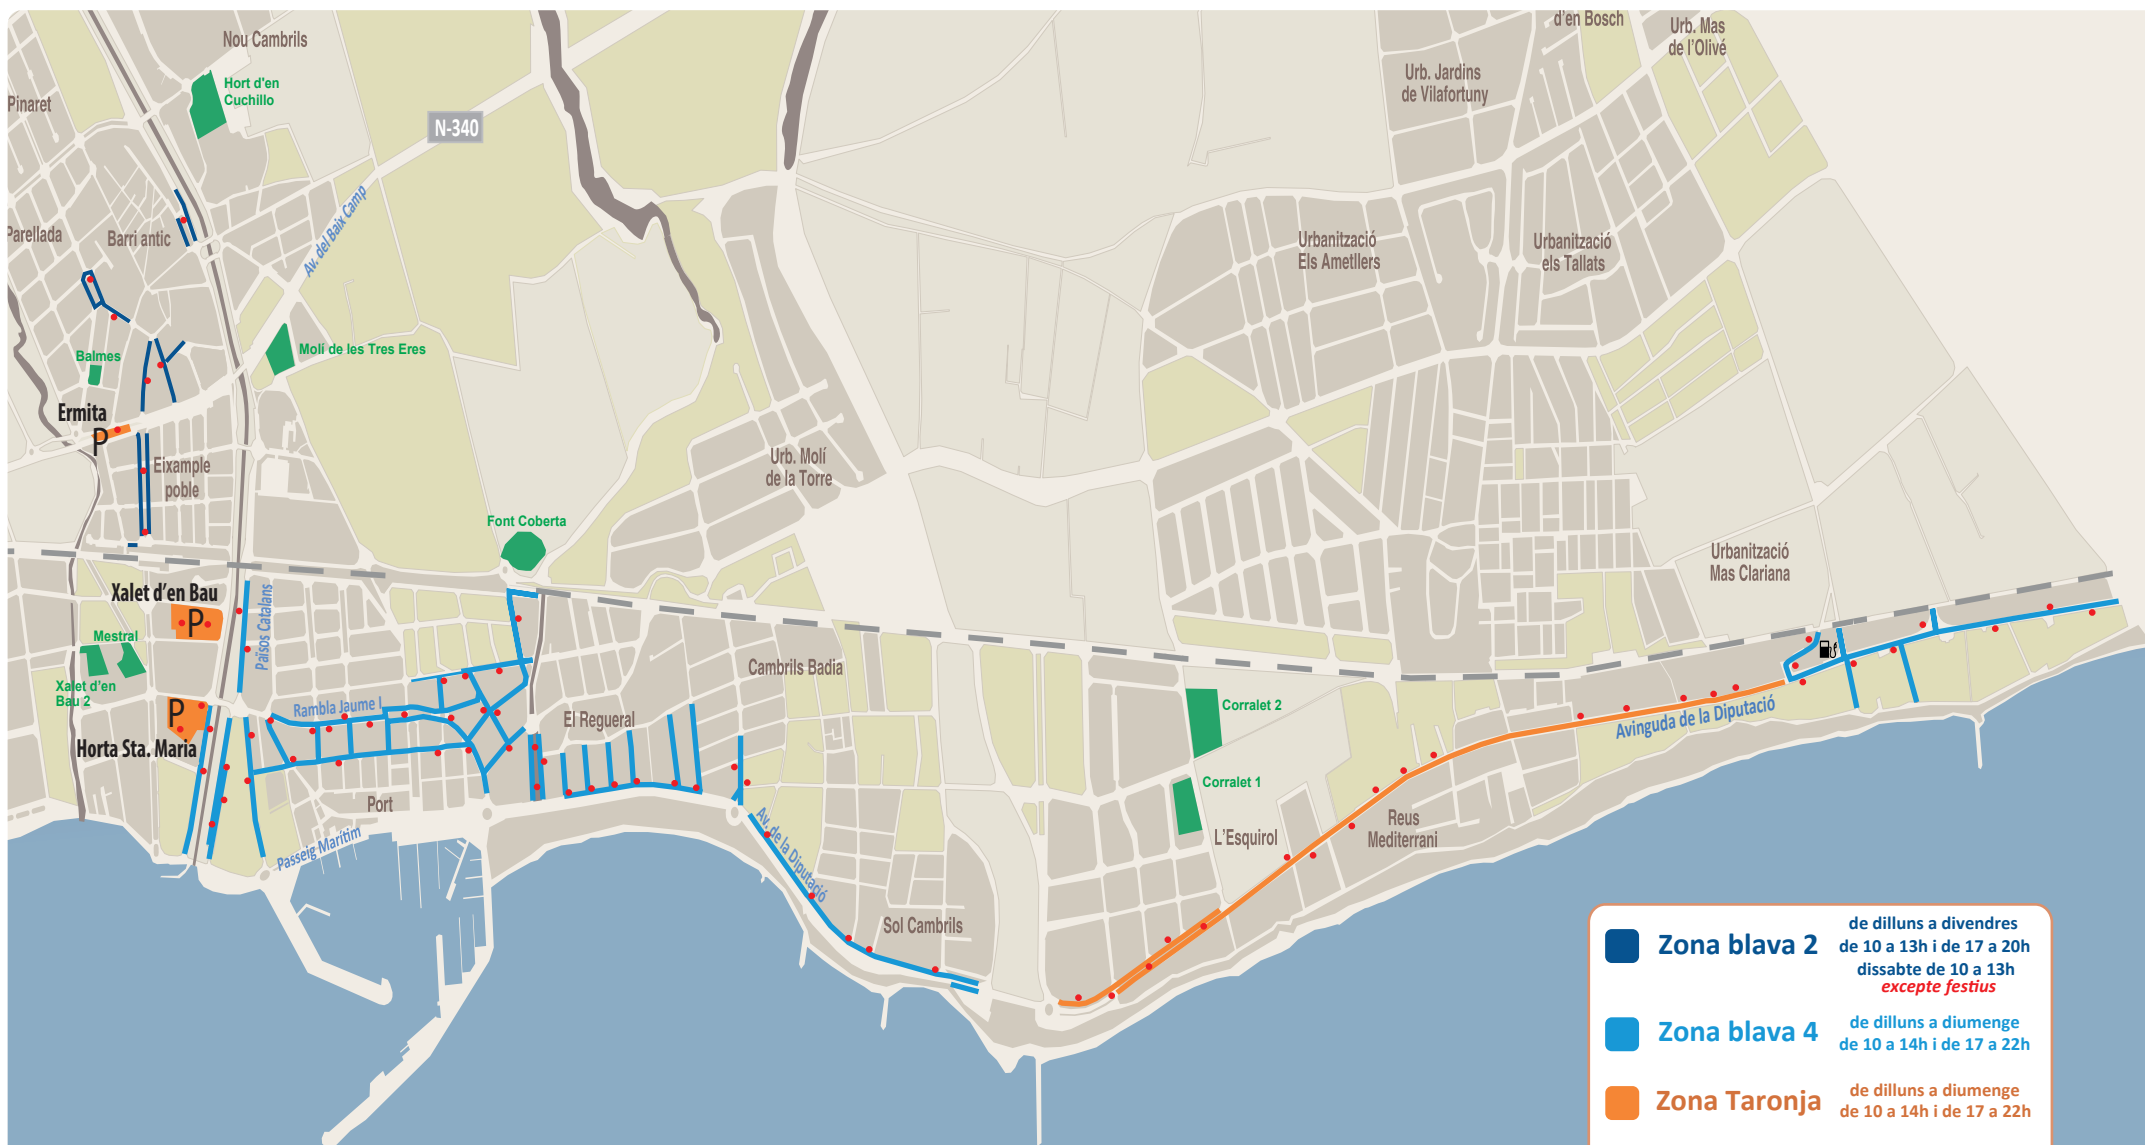 Nou Cambrils
d'en Bosch
Urb. Mas
de l'Olivé
Hort d'en
Cuchillo
Pinaret
Urb. Jardins
de Vilafortuny
N-340
Parellada
Barri antic
Av. del Baix Camp
Urbanització
Els Ametllers
Urbanització
els Tallats
Balmes
Molí de les Tres Eres
Ermita
P
Eixample
poble
Urb. Molí
de la Torre
Font Coberta
Urbanització
Mas Clariana
Xalet d'en Bau
P
Països Catalans
Mestral
Xalet d'en
Bau 2
Cambrils Badia
Rambla Jaume I
P
Horta Sta. Maria
El Regueral
Corralet 2
Avinguda de la Diputació
Corralet 1
Port
Passeig Marítim
Av. de la Diputació
L'Esquirol
Reus
Mediterrani
Sol Cambrils
Zona blava 2
de dilluns a divendres
de 10 a 13h i de 17 a 20h
dissabte de 10 a 13h
excepte festius
Zona blava 4
de dilluns a diumenge
de 10 a 14h i de 17 a 22h
Zona Taronja
de dilluns a diumenge
de 10 a 14h i de 17 a 22h